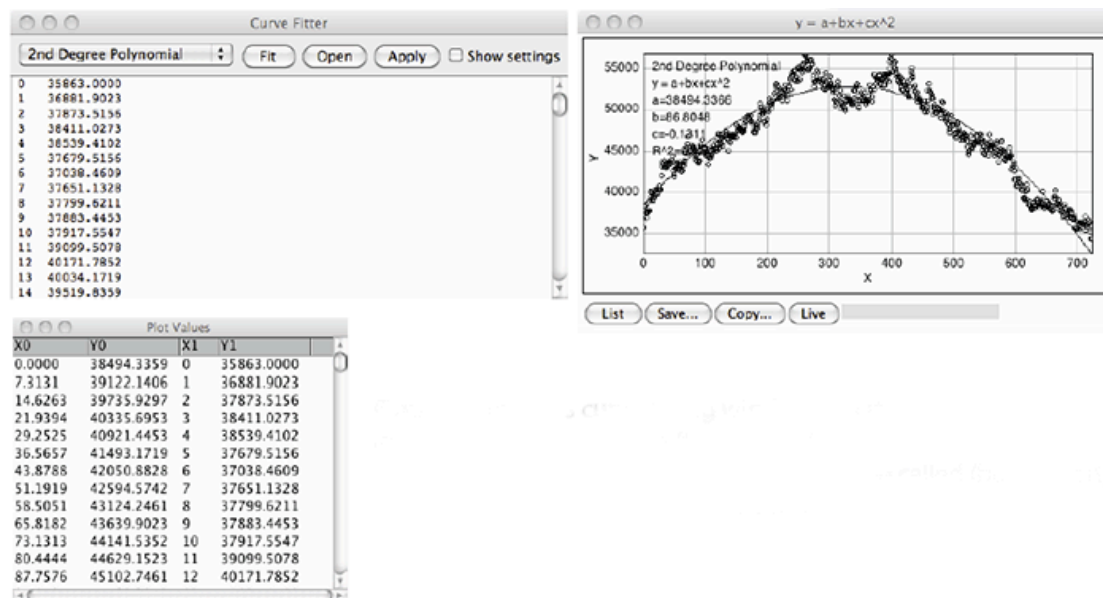 Curve Fitter
2nd Degree Polynomial Fit Open Apply Show settings
0 35863.0000
1 36881.9023
2 37873.5156
3 38411.0273
4 38539.4102
5 37679.5156
6 37038.4609
7 37651.1328
8 37799.6211
9 37883.4453
10 37917.5547
11 39099.5078
12 40171.7852
13 40034.1719
14 39519.8359
y = a+bx+cx^2
2nd Degree Polynomial
y = a+bx+cx^2
a=38494.3366
b=86.8048
c=-0.1311
R^2=
55000
50000
45000
40000
35000
Y
0 100 200 300 400 500 600 700
X
List Save... Copy... Live
Plot Values
X0 Y0 X1 Y1
0.0000 38494.3359 0 35863.0000
7.3131 39122.1406 1 36881.9023
14.6263 39735.9297 2 37873.5156
21.9394 40335.6953 3 38411.0273
29.2525 40921.4453 4 38539.4102
36.5657 41493.1719 5 37679.5156
43.8788 42050.8828 6 37038.4609
51.1919 42594.5742 7 37651.1328
58.5051 43124.2461 8 37799.6211
65.8182 43639.9023 9 37883.4453
73.1313 44141.5352 10 37917.5547
80.4444 44629.1523 11 39099.5078
87.7576 45102.7461 12 40171.7852